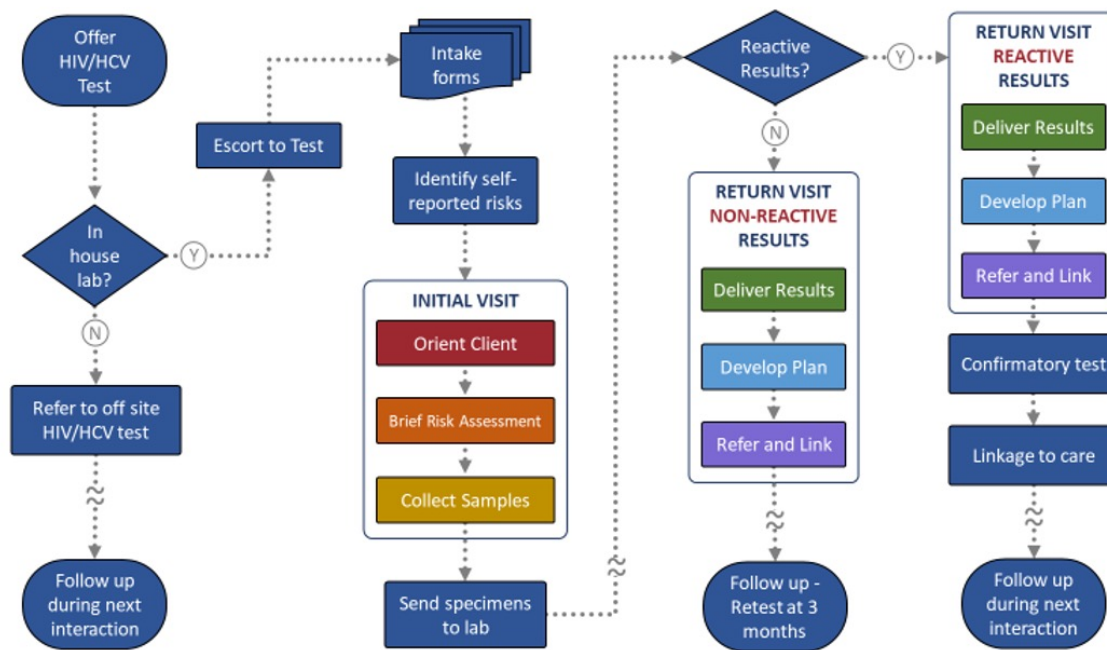 Offer
HIV/HCV
Test
In
house
lab?
Y
N
Refer to off site
HIV/HCV test
Follow up
during next
interaction
Escort to Test
Intake
forms
Identify self-
reported risks
INITIAL VISIT
Orient Client
Brief Risk Assessment
Collect Samples
Send specimens
to lab
Reactive
Results?
Y
N
RETURN VISIT
NON-REACTIVE
RESULTS
Deliver Results
Develop Plan
Refer and Link
Follow up -
Retest at 3
months
RETURN VISIT
REACTIVE
RESULTS
Deliver Results
Develop Plan
Refer and Link
Confirmatory test
Linkage to care
Follow up
during next
interaction